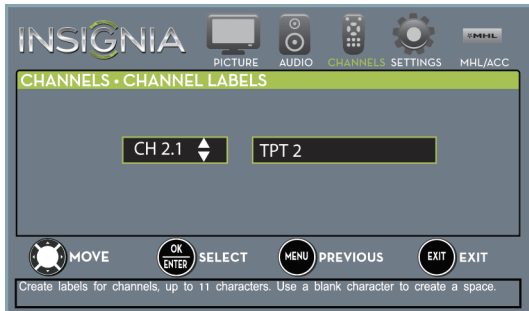 INSIGNIA
PICTURE AUDIO CHANNELS SETTINGS MHL/ACC
MHL
CHANNELS • CHANNEL LABELS
CH 2.1 TPT 2
MOVE OK ENTER SELECT MENU PREVIOUS EXIT EXIT
Create labels for channels, up to 11 characters. Use a blank character to create a space.